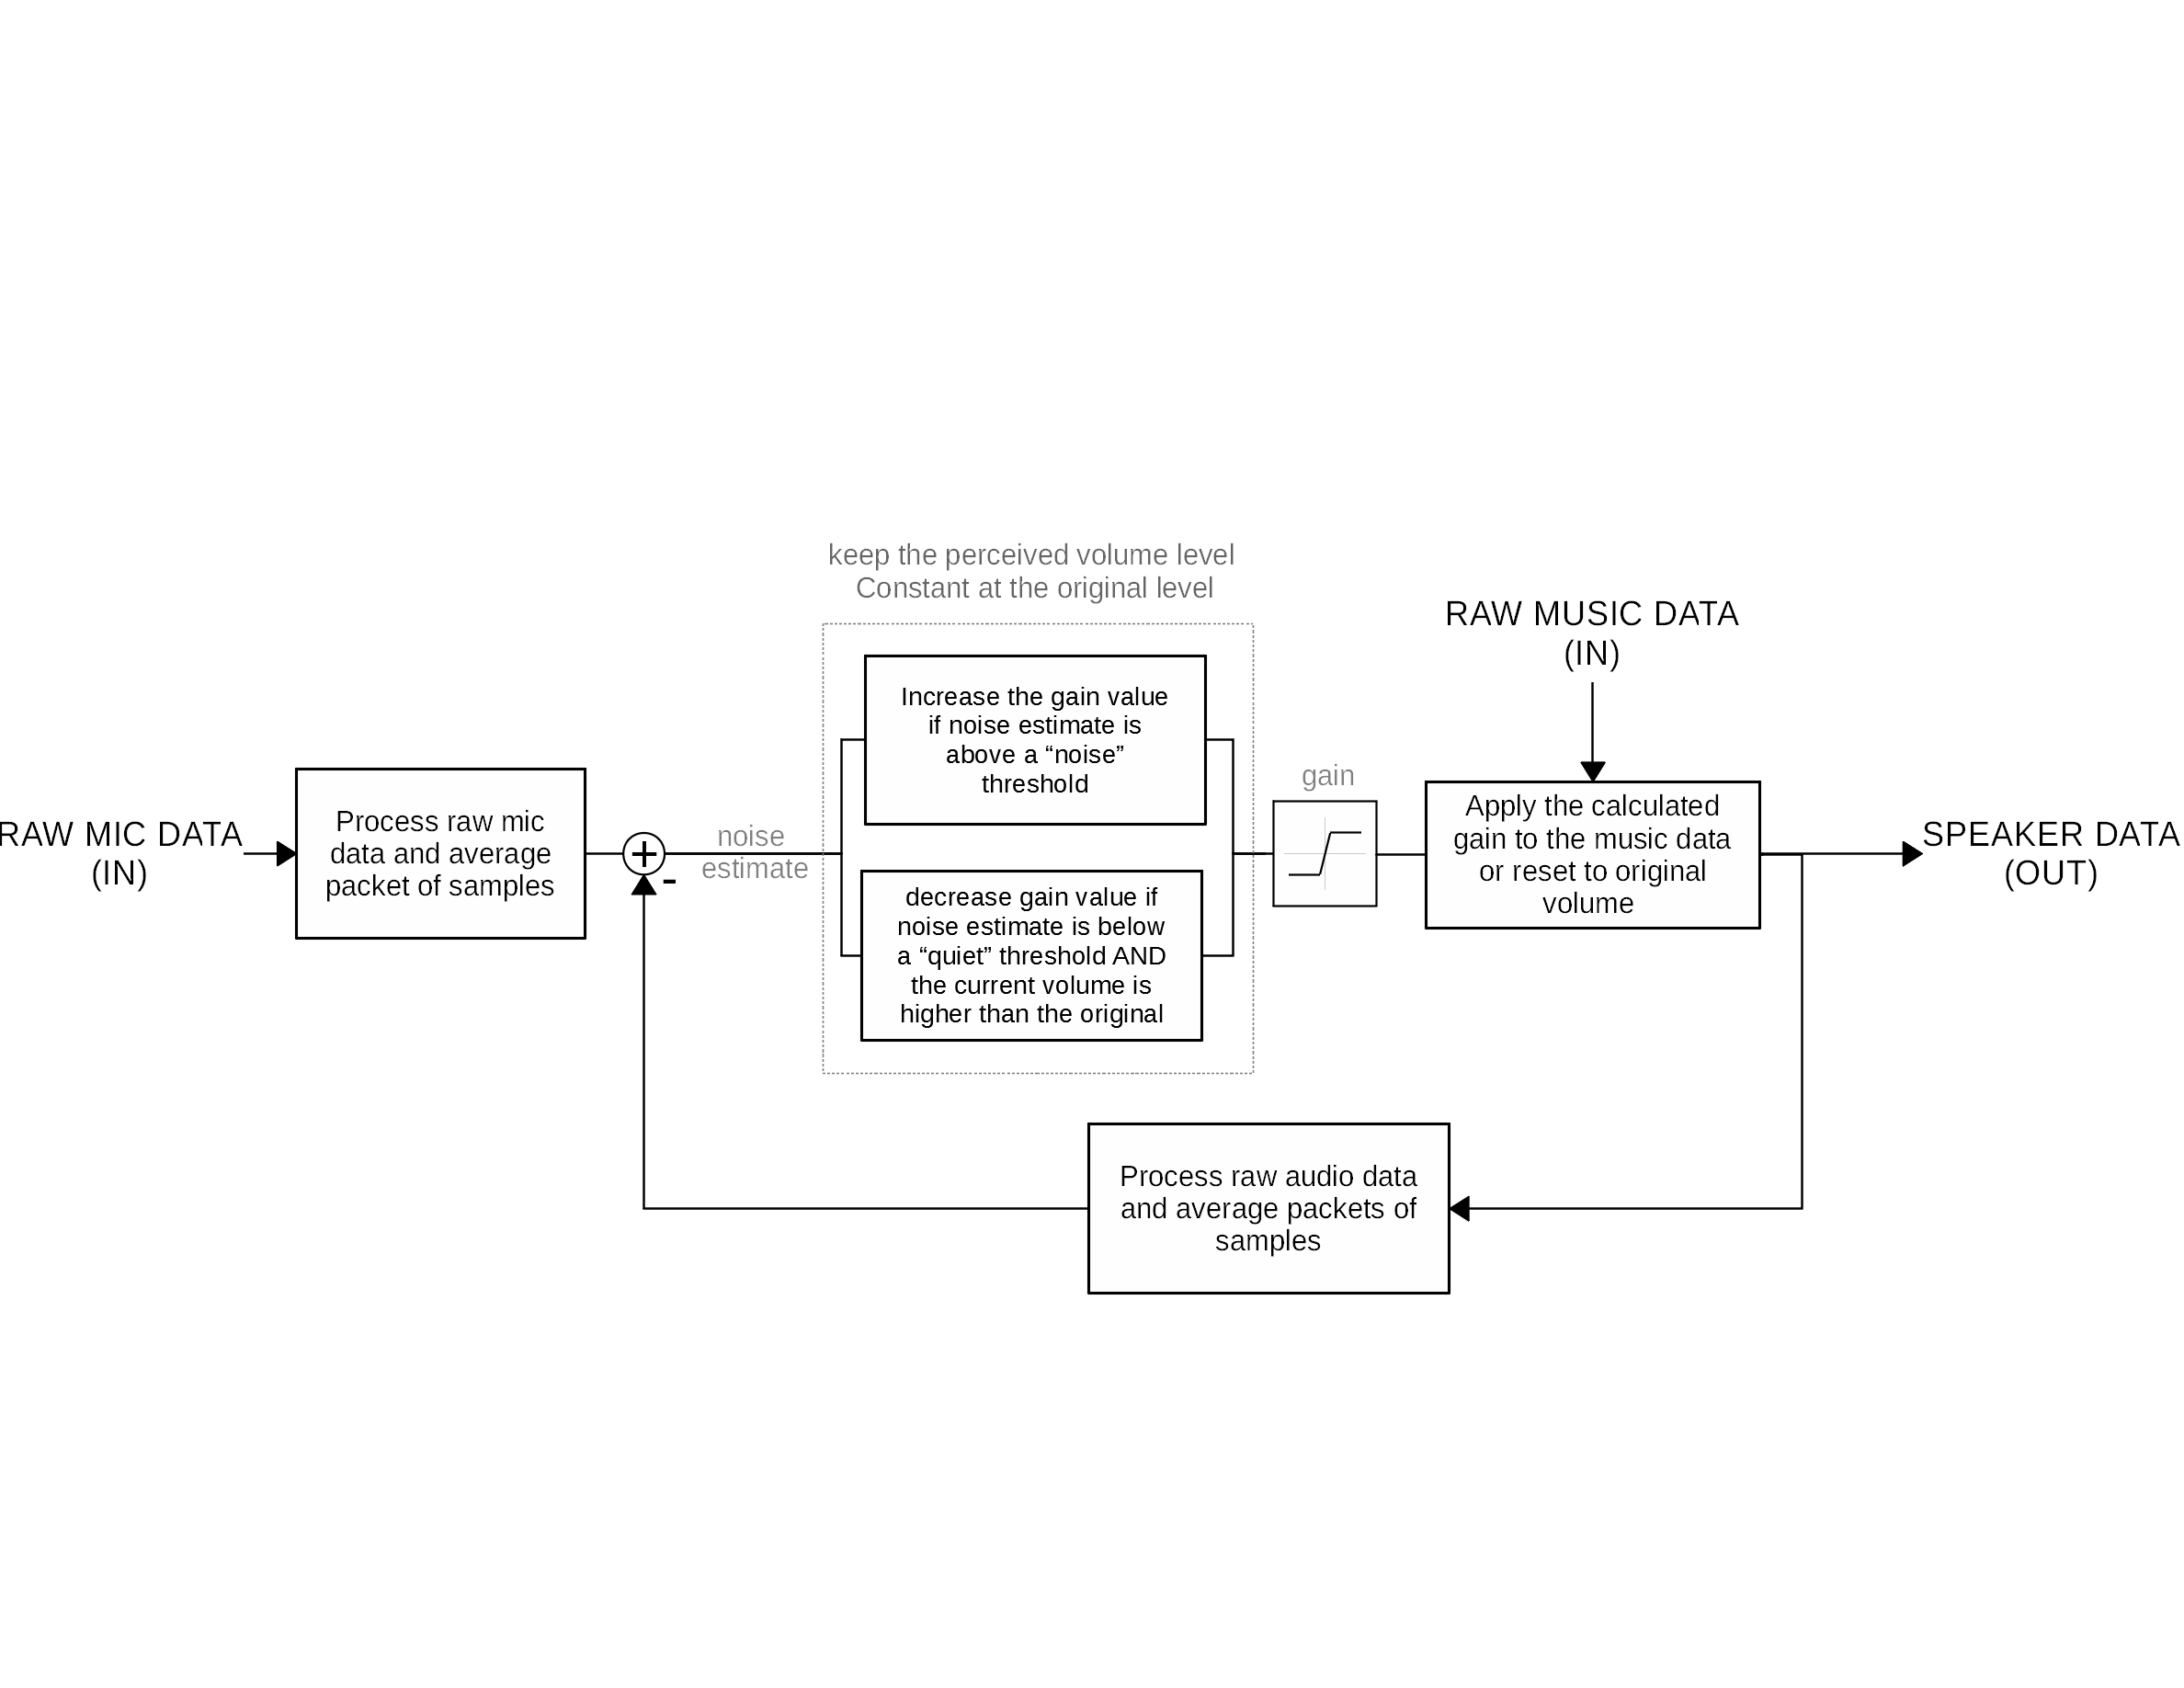 keep the perceived volume level
Constant at the original level
RAW MUSIC DATA
(IN)
Increase the gain value
if noise estimate is
above a “noise”
threshold
gain
RAW MIC DATA
(IN)
Process raw mic
data and average
packet of samples
+
-
noise
estimate
decrease gain value if
noise estimate is below
a “quiet” threshold AND
the current volume is
higher than the original
Apply the calculated
gain to the music data
or reset to original
volume
SPEAKER DATA
(OUT)
Process raw audio data
and average packets of
samples